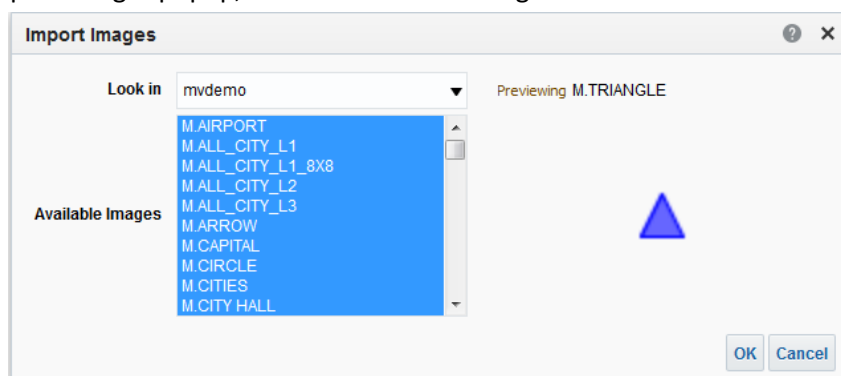 Import Images
Look in mvdemo Previewing M.TRIANGLE
M.AIRPORT
M.ALL_CITY_L1
M.ALL_CITY_L1_8X8
M.ALL_CITY_L2
M.ALL_CITY_L3
Available Images M.ARROW
M.CAPITAL
M.CIRCLE
M.CITIES
M.CITY HALL
OK Cancel